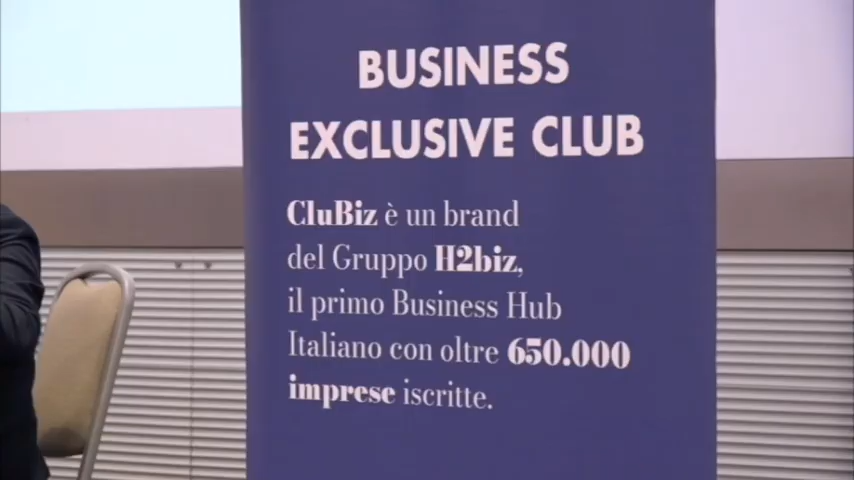 BUSINESS
EXCLUSIVE CLUB
CluBiz è un brand
del Gruppo H2biz,
il primo Business Hub
Italiano con oltre 650.000
imprese iscritte.